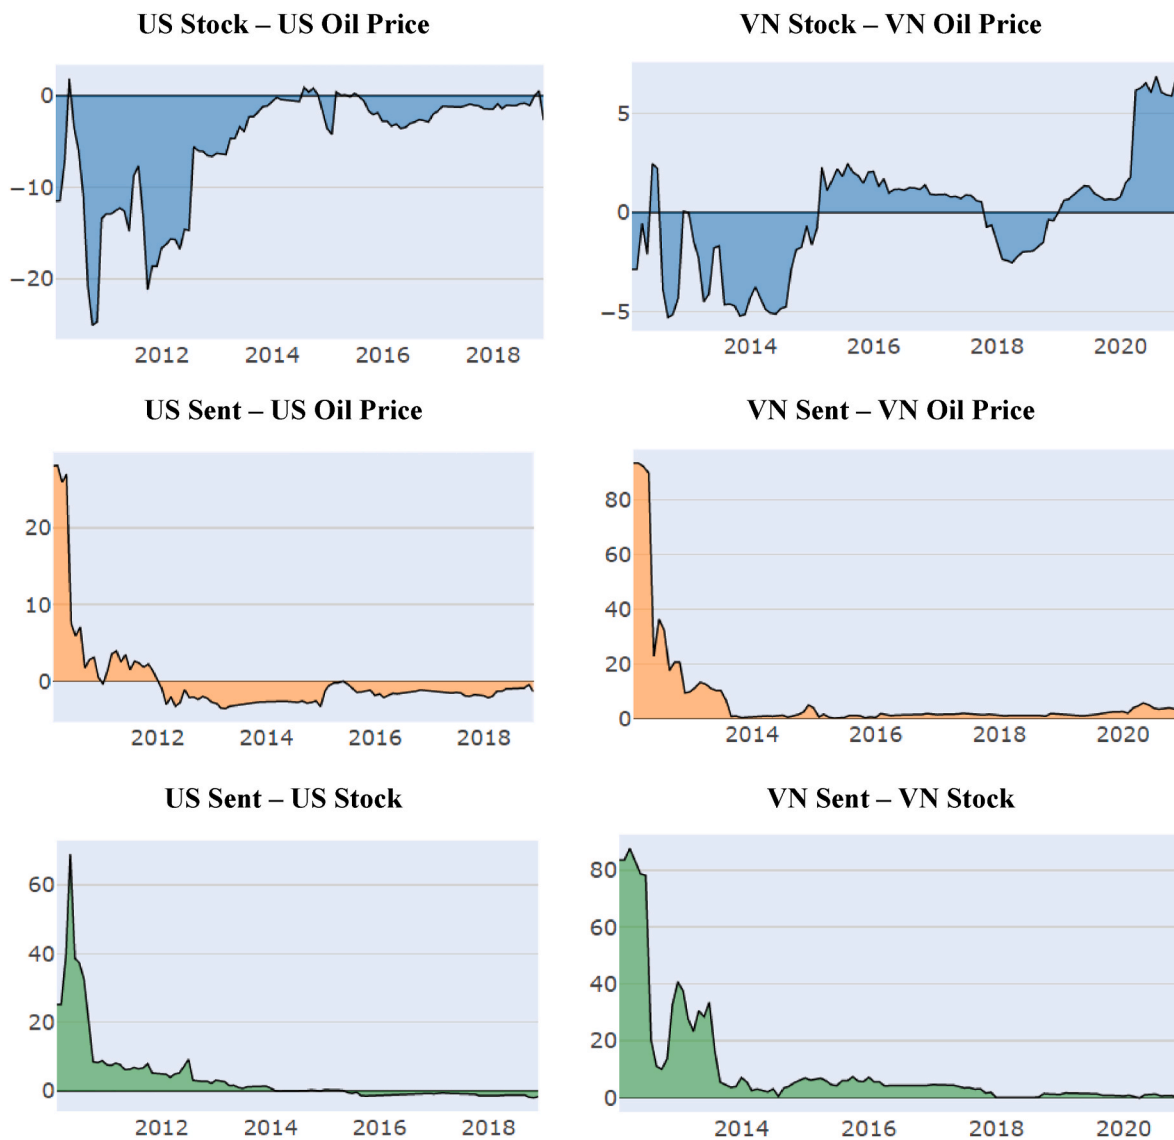 US Stock – US Oil Price
0
−10
−20
2012 2014 2016 2018
VN Stock – VN Oil Price
5
0
−5
2014 2016 2018 2020
US Sent – US Oil Price
20
10
0
2012 2014 2016 2018
VN Sent – VN Oil Price
80
60
40
20
0
2014 2016 2018 2020
US Sent – US Stock
60
40
20
0
2012 2014 2016 2018
VN Sent – VN Stock
80
60
40
20
0
2014 2016 2018 2020